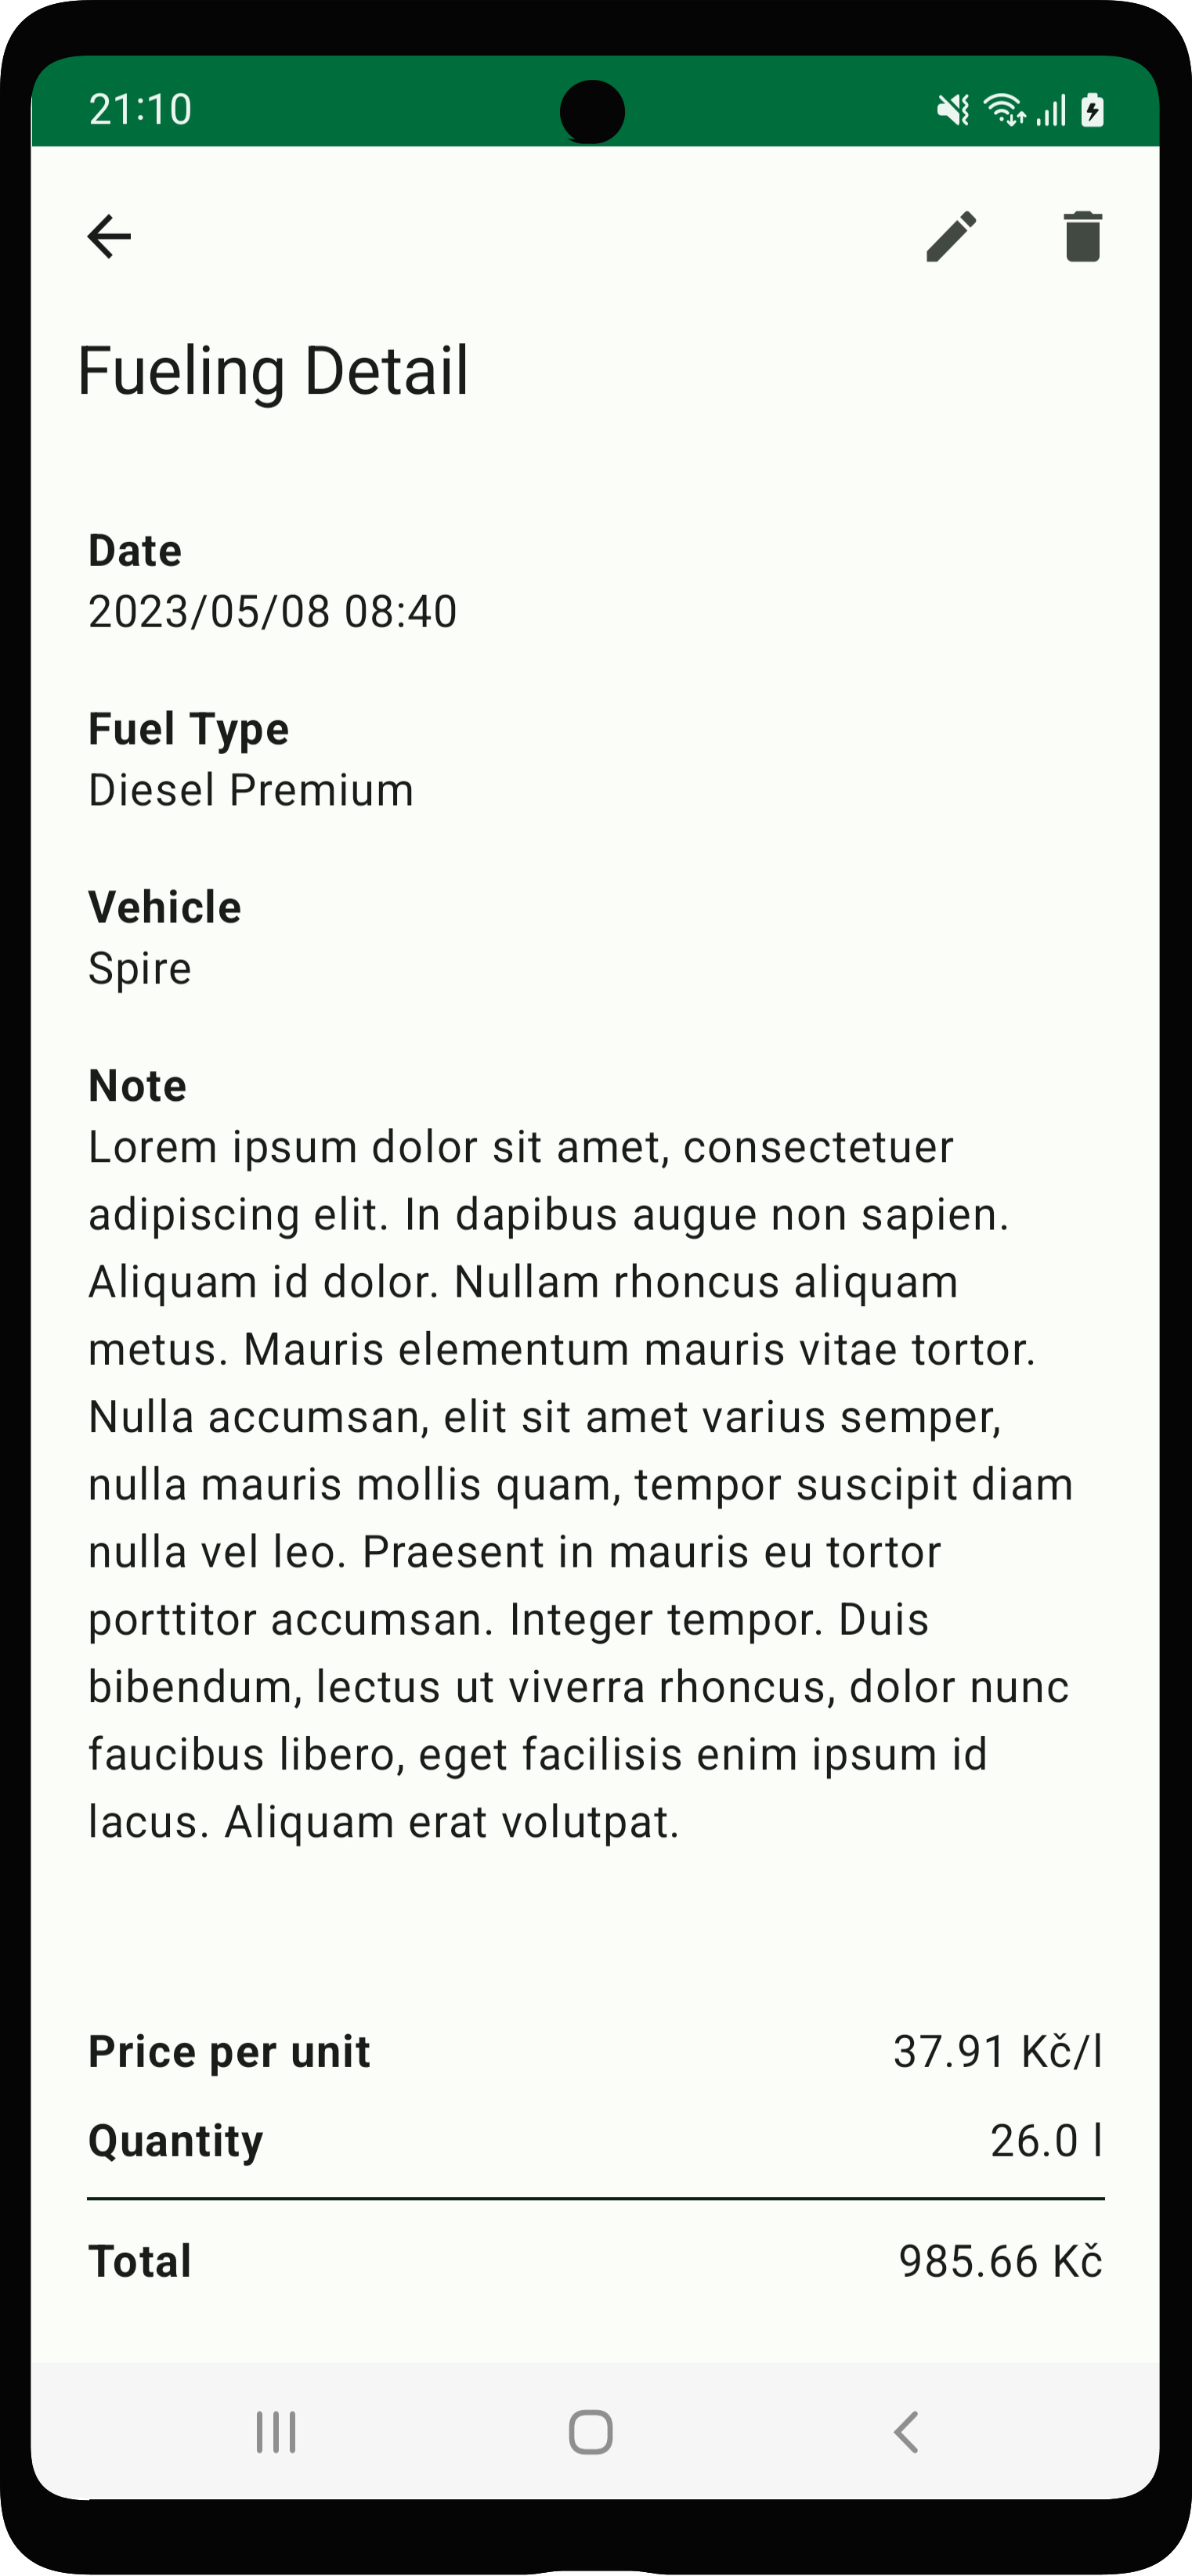 21:10
Fueling Detail
Date
2023/05/08 08:40
Fuel Type
Diesel Premium
Vehicle
Spire
Note
Lorem ipsum dolor sit amet, consectetuer
adipiscing elit. In dapibus augue non sapien.
Aliquam id dolor. Nullam rhoncus aliquam
metus. Mauris elementum mauris vitae tortor.
Nulla accumsan, elit sit amet varius semper,
nulla mauris mollis quam, tempor suscipit diam
nulla vel leo. Praesent in mauris eu tortor
porttitor accumsan. Integer tempor. Duis
bibendum, lectus ut viverra rhoncus, dolor nunc
faucibus libero, eget facilisis enim ipsum id
lacus. Aliquam erat volutpat.
Price per unit 37.91 Kč/l
Quantity 26.0 l
Total 985.66 Kč